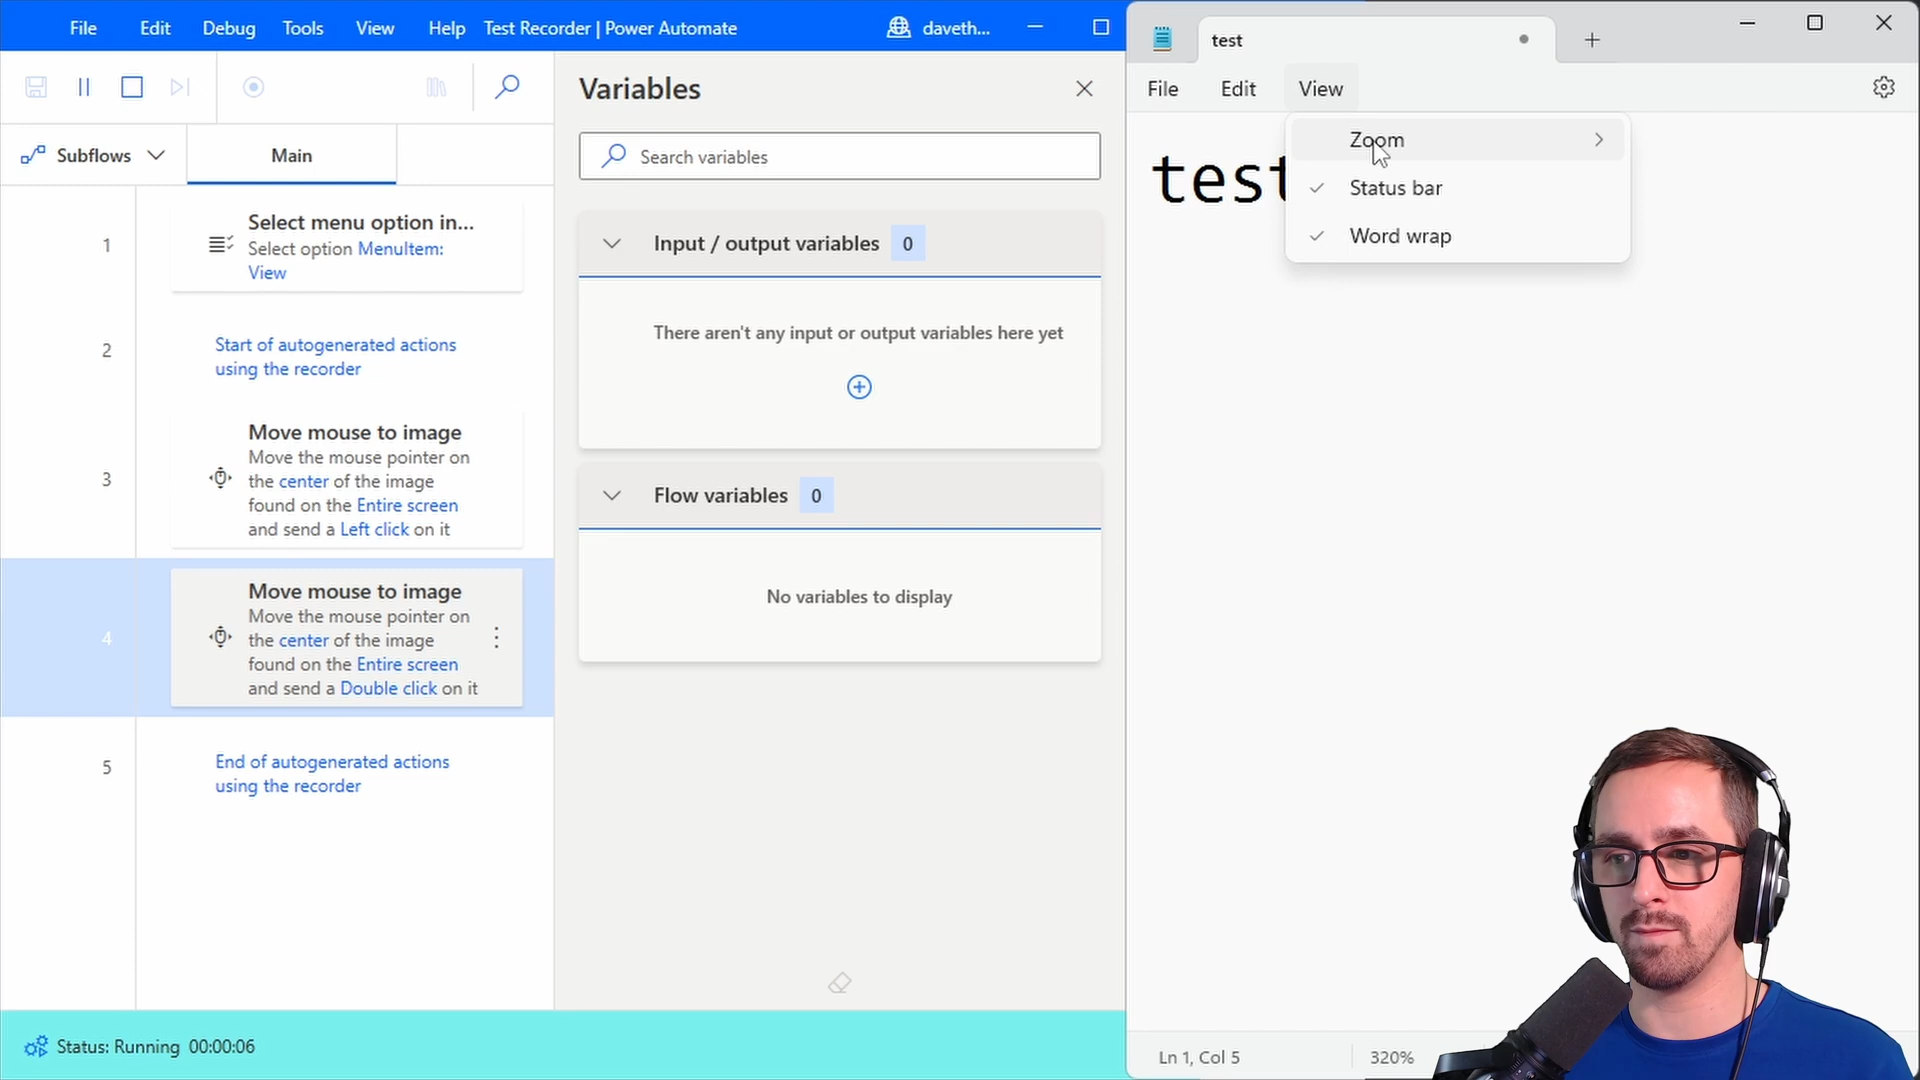 File Edit Debug Tools View Help Test Recorder | Power Automate daveth...
Subflows Main
1
Select menu option in...
Select option MenuItem:
View
2
Start of autogenerated actions
using the recorder
3
Move mouse to image
Move the mouse pointer on
the center of the image
found on the Entire screen
and send a Left click on it
4
Move mouse to image
Move the mouse pointer on
the center of the image
found on the Entire screen
and send a Double click on it
5
End of autogenerated actions
using the recorder
Status: Running 00:00:06
Variables
Search variables
Input / output variables 0
There aren't any input or output variables here yet
Flow variables 0
No variables to display
test
File Edit View
test
Zoom
Status bar
Word wrap
Ln 1, Col 5 320%